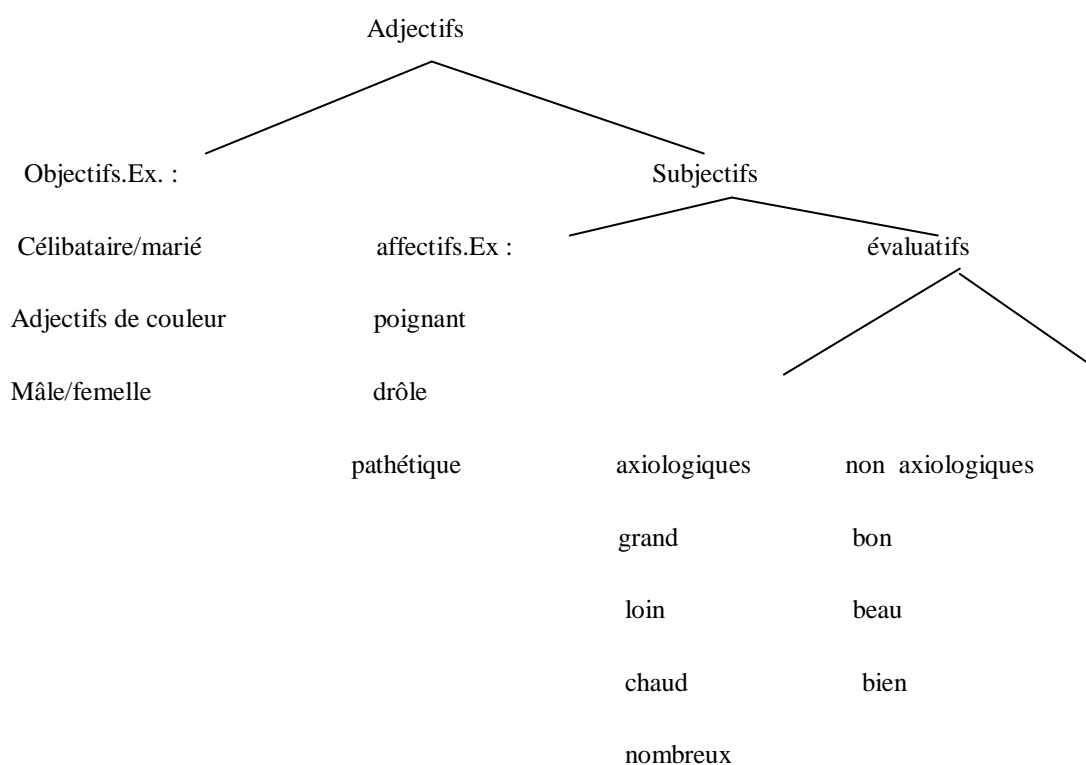 Adjectifs
Objectifs.Ex. : Subjectifs
Célibataire/marié affectifs.Ex : évaluatifs
Adjectifs de couleur poignant
Mâle/femelle drôle
pathétique axiologiques non axiologiques
grand bon
loin beau
chaud bien
nombreux